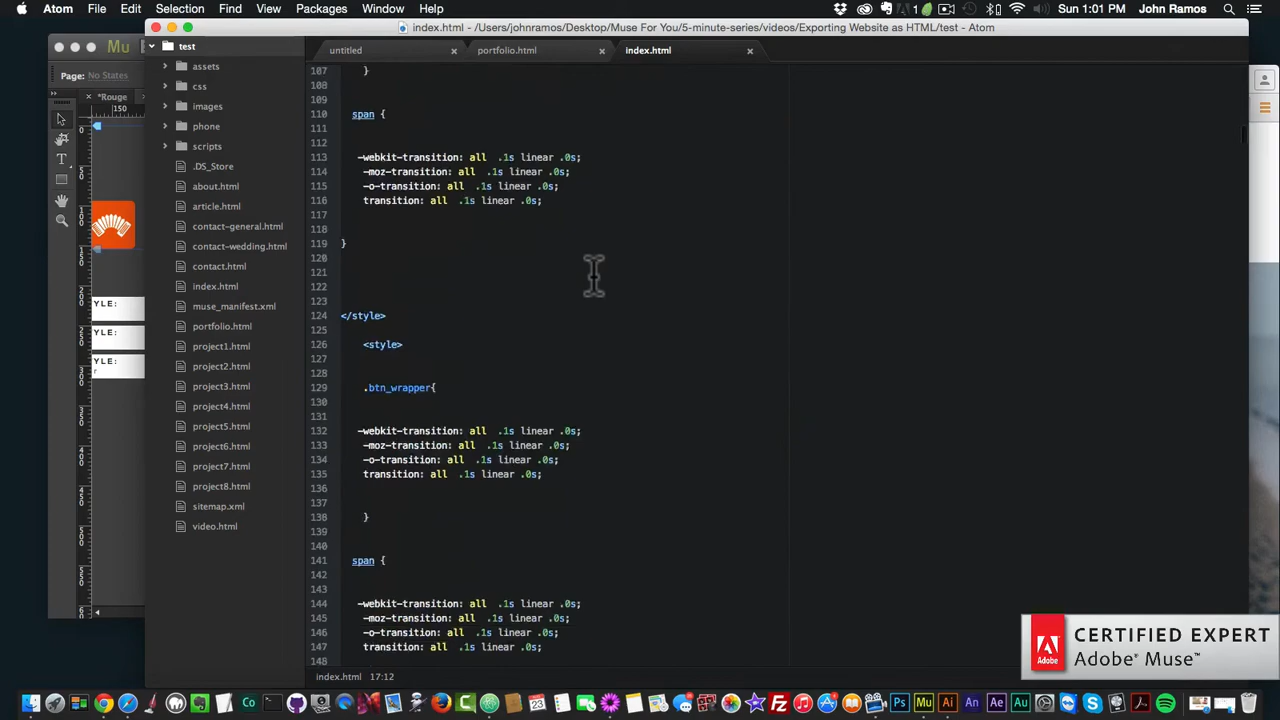 Atom File Edit Selection View Find Packages Window Help Sun 1:01 PM John Ramos
index.html - /Users/johnramos/Desktop/Muse For You/5-minute-series/videos/Exporting Website as HTML/test - Atom
Mu
Page: No States
*Rouge
150
YLE:
YLE:
YLE:
test
assets
css
images
phone
scripts
.DS_Store
about.html
article.html
contact-general.html
contact-wedding.html
contact.html
index.html
muse_manifest.xml
portfolio.html
project1.html
project2.html
project3.html
project4.html
project5.html
project6.html
project7.html
project8.html
sitemap.xml
video.html
untitled portfolio.html index.html
107 }
108
109
110 span {
111
112
113 -webkit-transition: all .1s linear .0s;
114 -moz-transition: all .1s linear .0s;
115 -o-transition: all .1s linear .0s;
116 transition: all .1s linear .0s;
117
118
119 }
120
121
122
123
124 </style>
125
126 <style>
127
128
129 .btn_wrapper{
130
131
132 -webkit-transition: all .1s linear .0s;
133 -moz-transition: all .1s linear .0s;
134 -o-transition: all .1s linear .0s;
135 transition: all .1s linear .0s;
136
137
138 }
139
140
141 span {
142
143
144 -webkit-transition: all .1s linear .0s;
145 -moz-transition: all .1s linear .0s;
146 -o-transition: all .1s linear .0s;
147 transition: all .1s linear .0s;
148
index.html 17:12
CERTIFIED EXPERT
Adobe® Muse™
Adobe